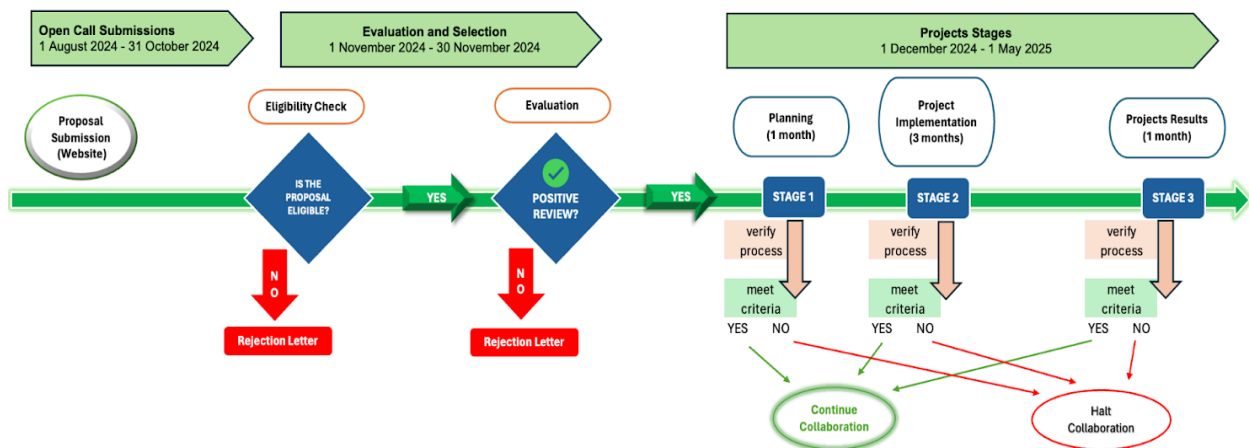 Open Call Submissions
1 August 2024 - 31 October 2024
Evaluation and Selection
1 November 2024 - 30 November 2024
Projects Stages
1 December 2024 - 1 May 2025
Proposal
Submission
(Website)
Eligibility Check
IS THE
PROPOSAL
ELIGIBLE?
YES
N
O
Rejection Letter
Evaluation
POSITIVE
REVIEW?
YES
N
O
Rejection Letter
Planning
(1 month)
STAGE 1
verify
process
meet
criteria
YES NO
Project
Implementation
(3 months)
STAGE 2
verify
process
meet
criteria
YES NO
Projects Results
(1 month)
STAGE 3
verify
process
meet
criteria
YES NO
Continue
Collaboration
Halt
Collaboration